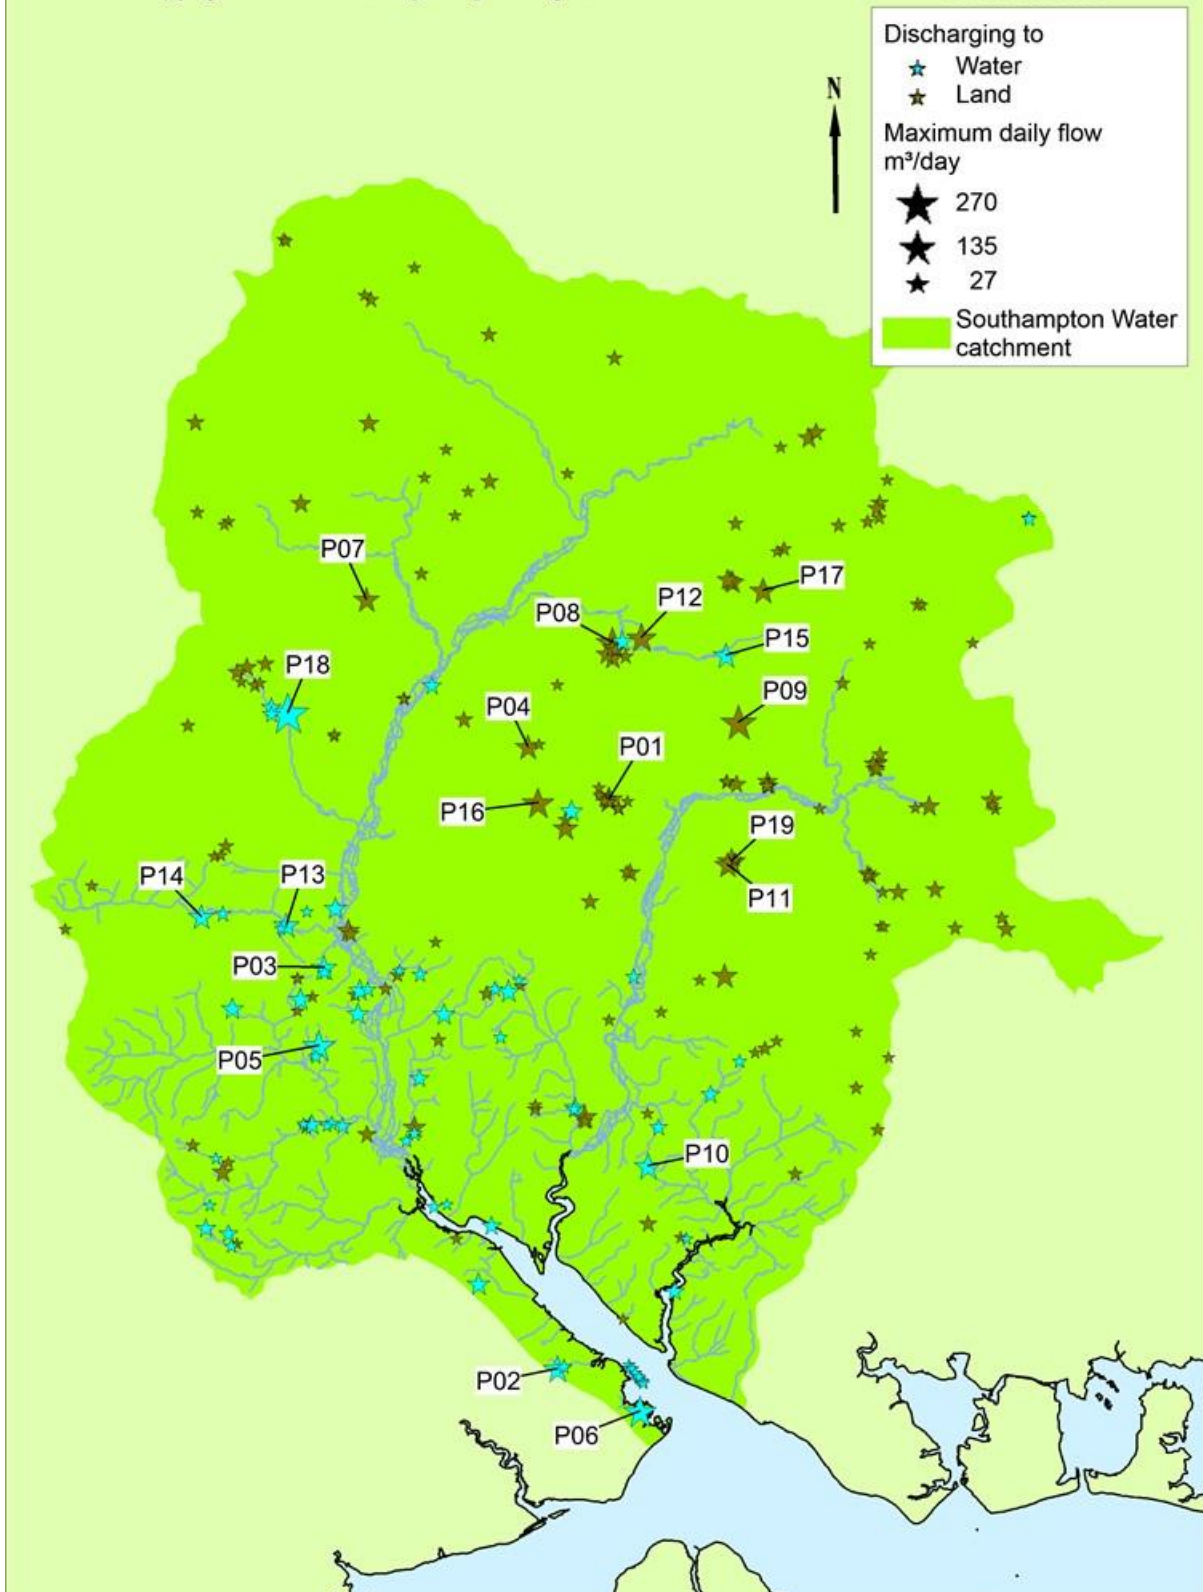 Discharging to
Water
Land
N
Maximum daily flow
m³/day
270
135
27
Southampton Water
catchment
P07
P17
P12
P08
P15
P18
P09
P04
P01
P16
P19
P14
P13
P11
P03
P05
P10
P02
P06